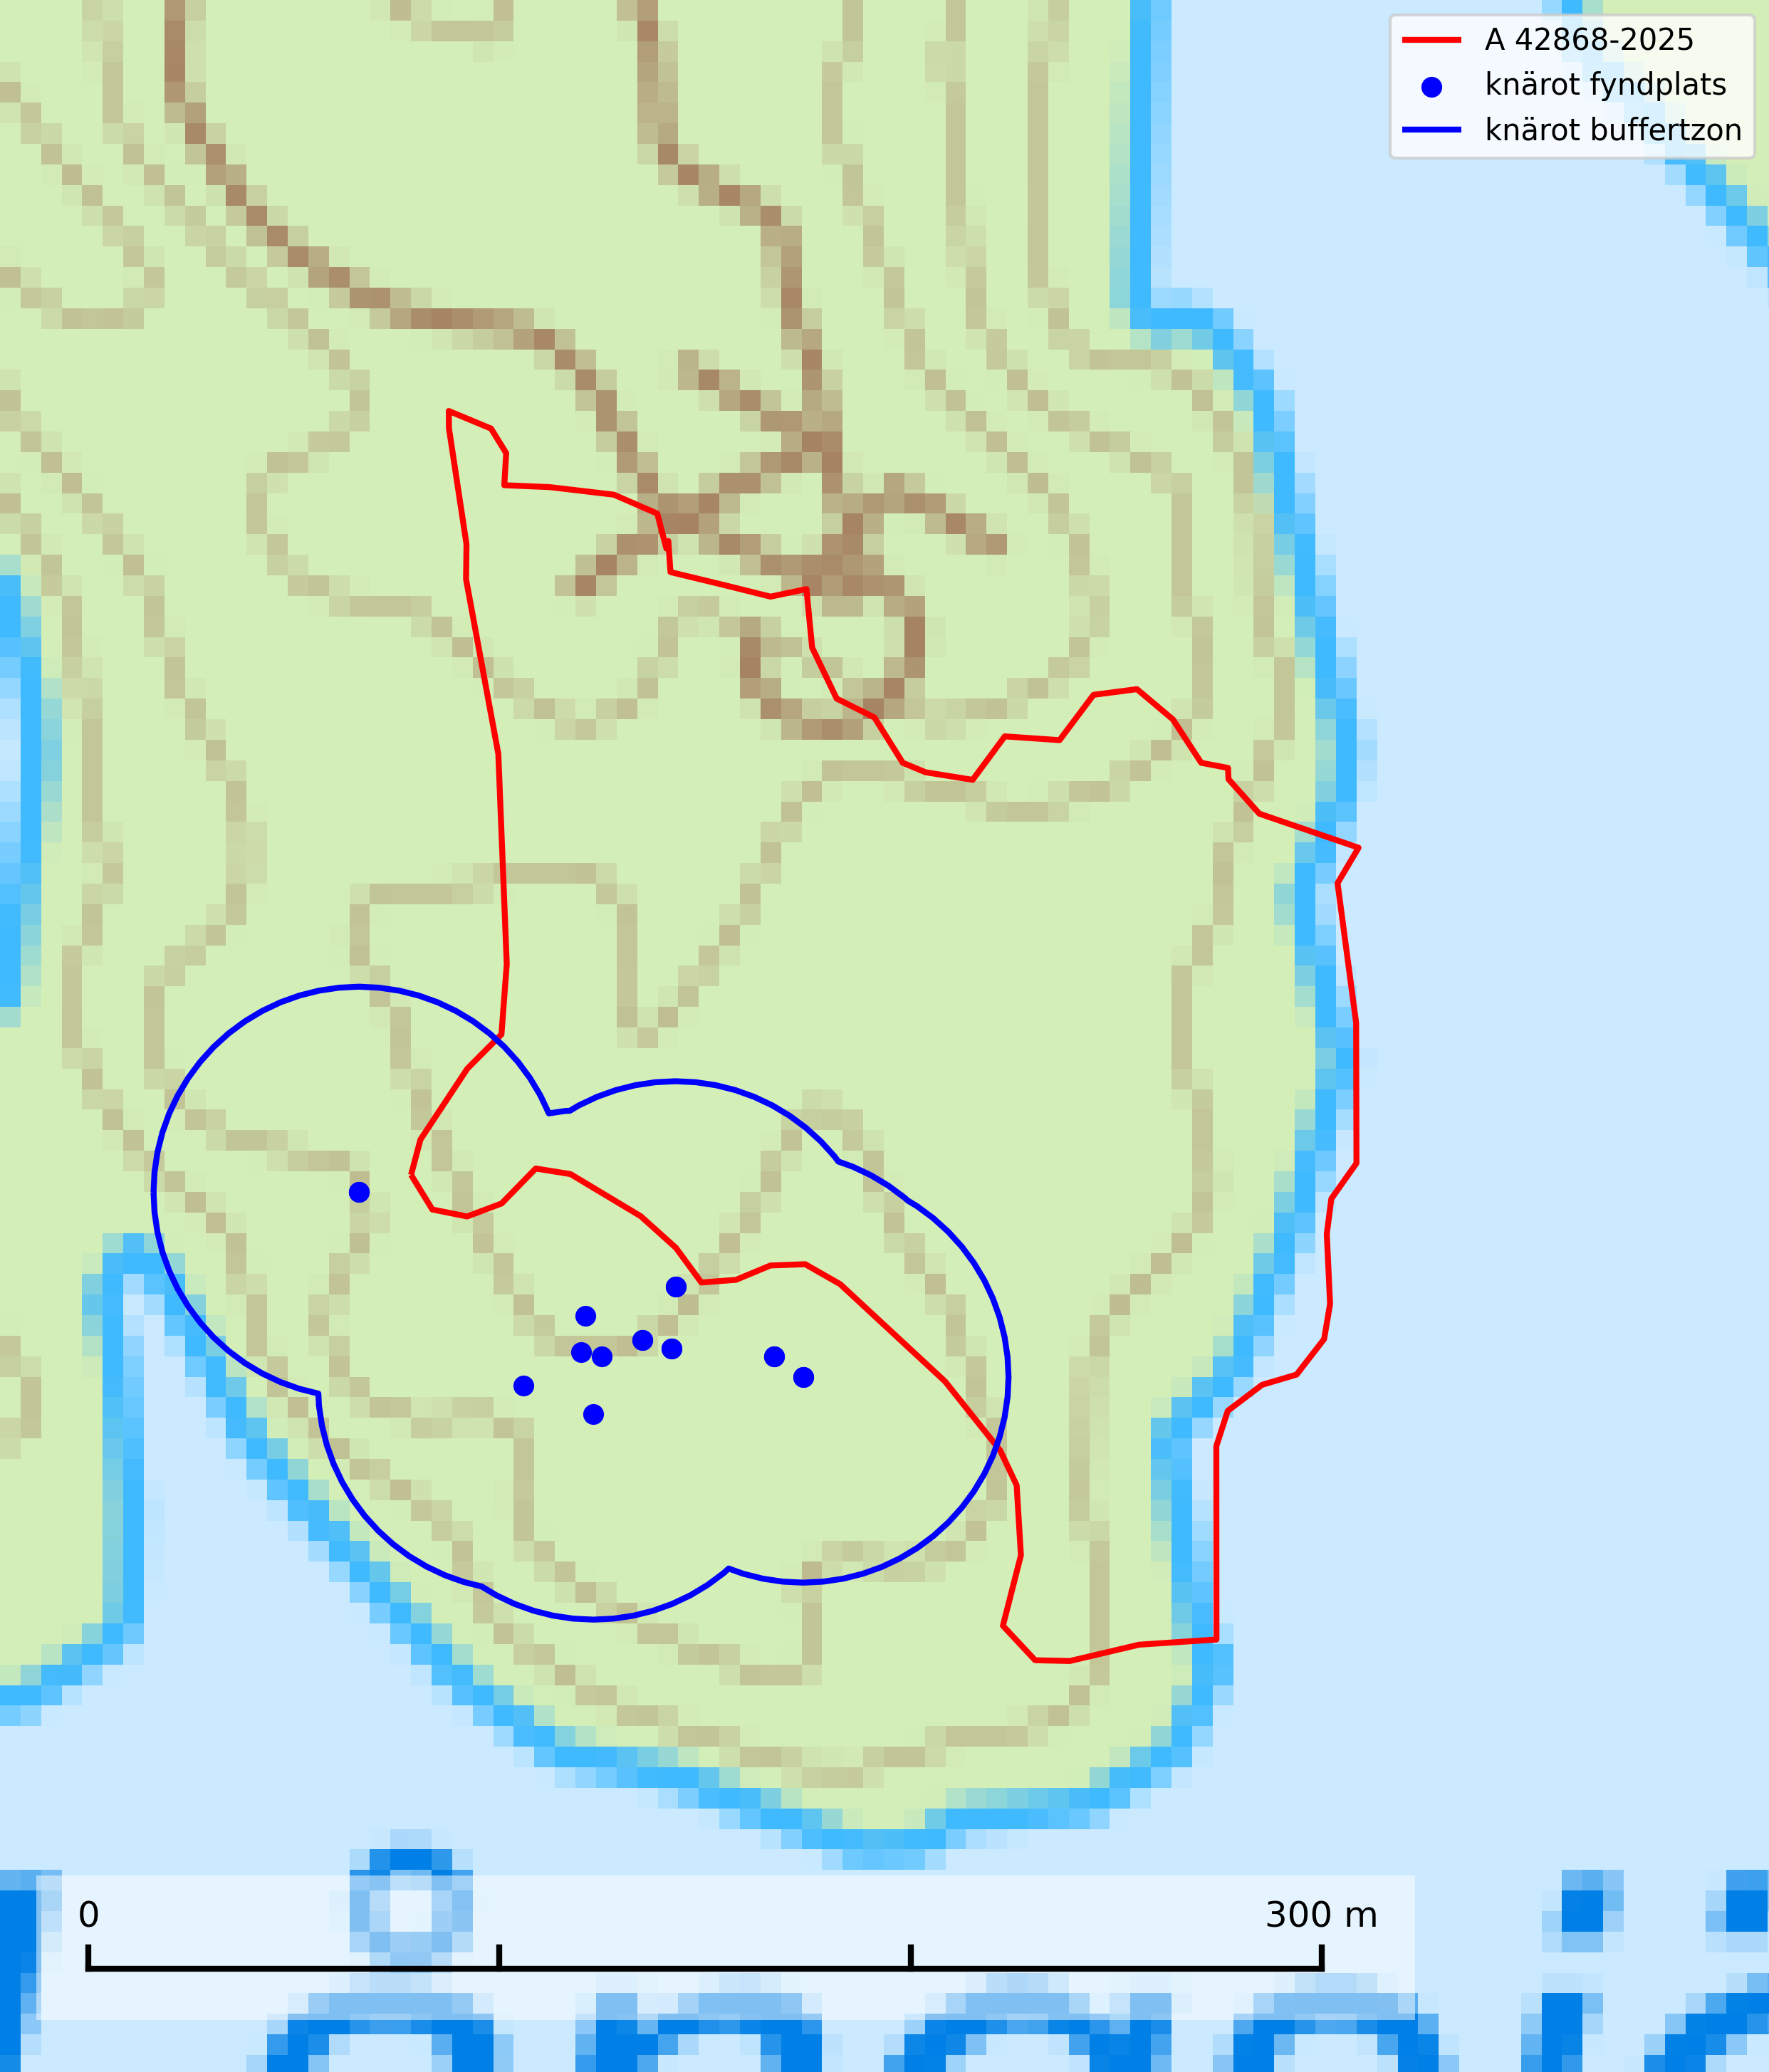 A 42868-2025
knärot fyndplats
knärot buffertzon
0
300 m